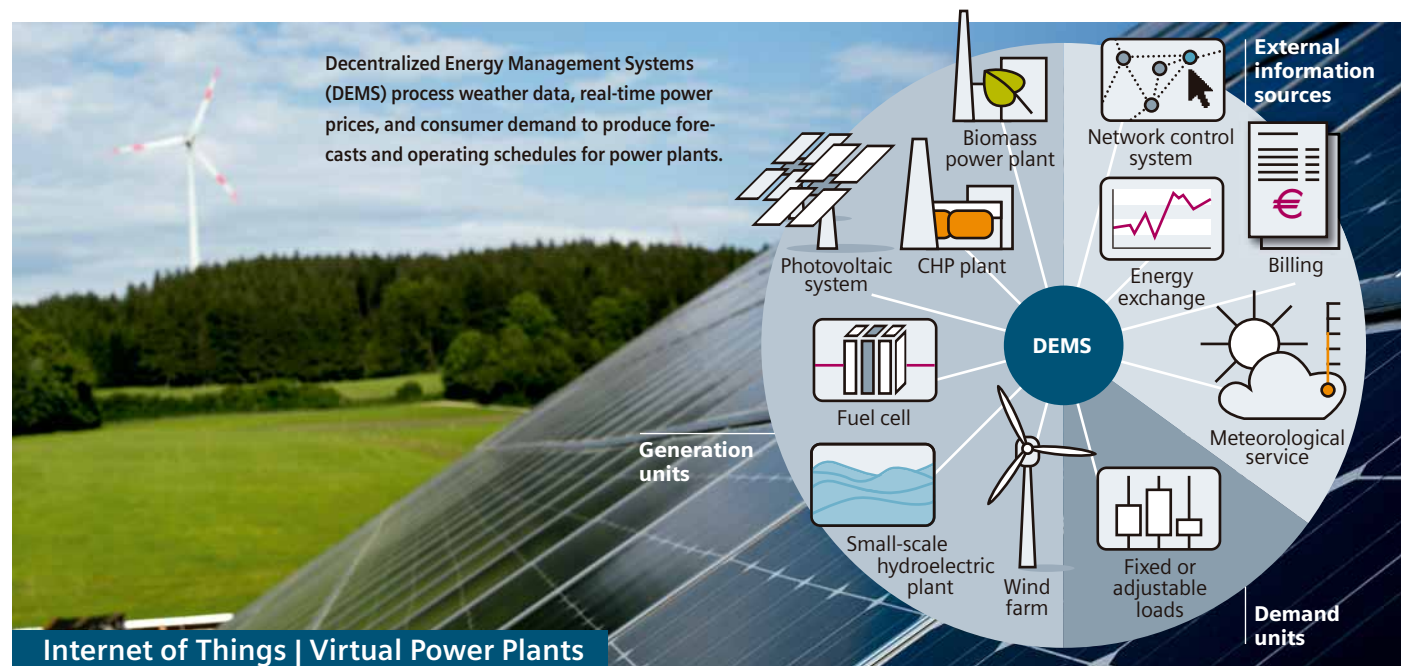 Decentralized Energy Management Systems
(DEMS) process weather data, real-time power
prices, and consumer demand to produce fore-
casts and operating schedules for power plants.
External
information
sources
Biomass
power plant
Network control
system
€
Photovoltaic
system
CHP plant
Energy
exchange
Billing
DEMS
Fuel cell
Meteorological
service
Generation
units
Small-scale
hydroelectric
plant
Wind
farm
Fixed or
adjustable
loads
Demand
units
Internet of Things | Virtual Power Plants